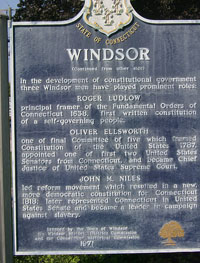 STATE OF CONNECTICUT
WINDSOR
(Continued from other side)
In the development of constitutional government
three Windsor men have played prominent roles:
ROGER LUDLOW
principal framer of the Fundamental Orders of
Connecticut 1638, first written constitution
of a self-governing people.
OLIVER ELLSWORTH
one of final Committee of five which framed
Constitution of the United States 1787,
appointed one of first two United States
Senators from Connecticut, and became Chief
Justice of United States Supreme Court.
JOHN M. NILES
led reform movement which resulted in a new,
more democratic constitution for Connecticut
1818; later represented Connecticut in United
States Senate and became a leader in campaign
against slavery.
Erected by the Town of Windsor
the Windsor Historical Commission
and the Connecticut Historical Commission